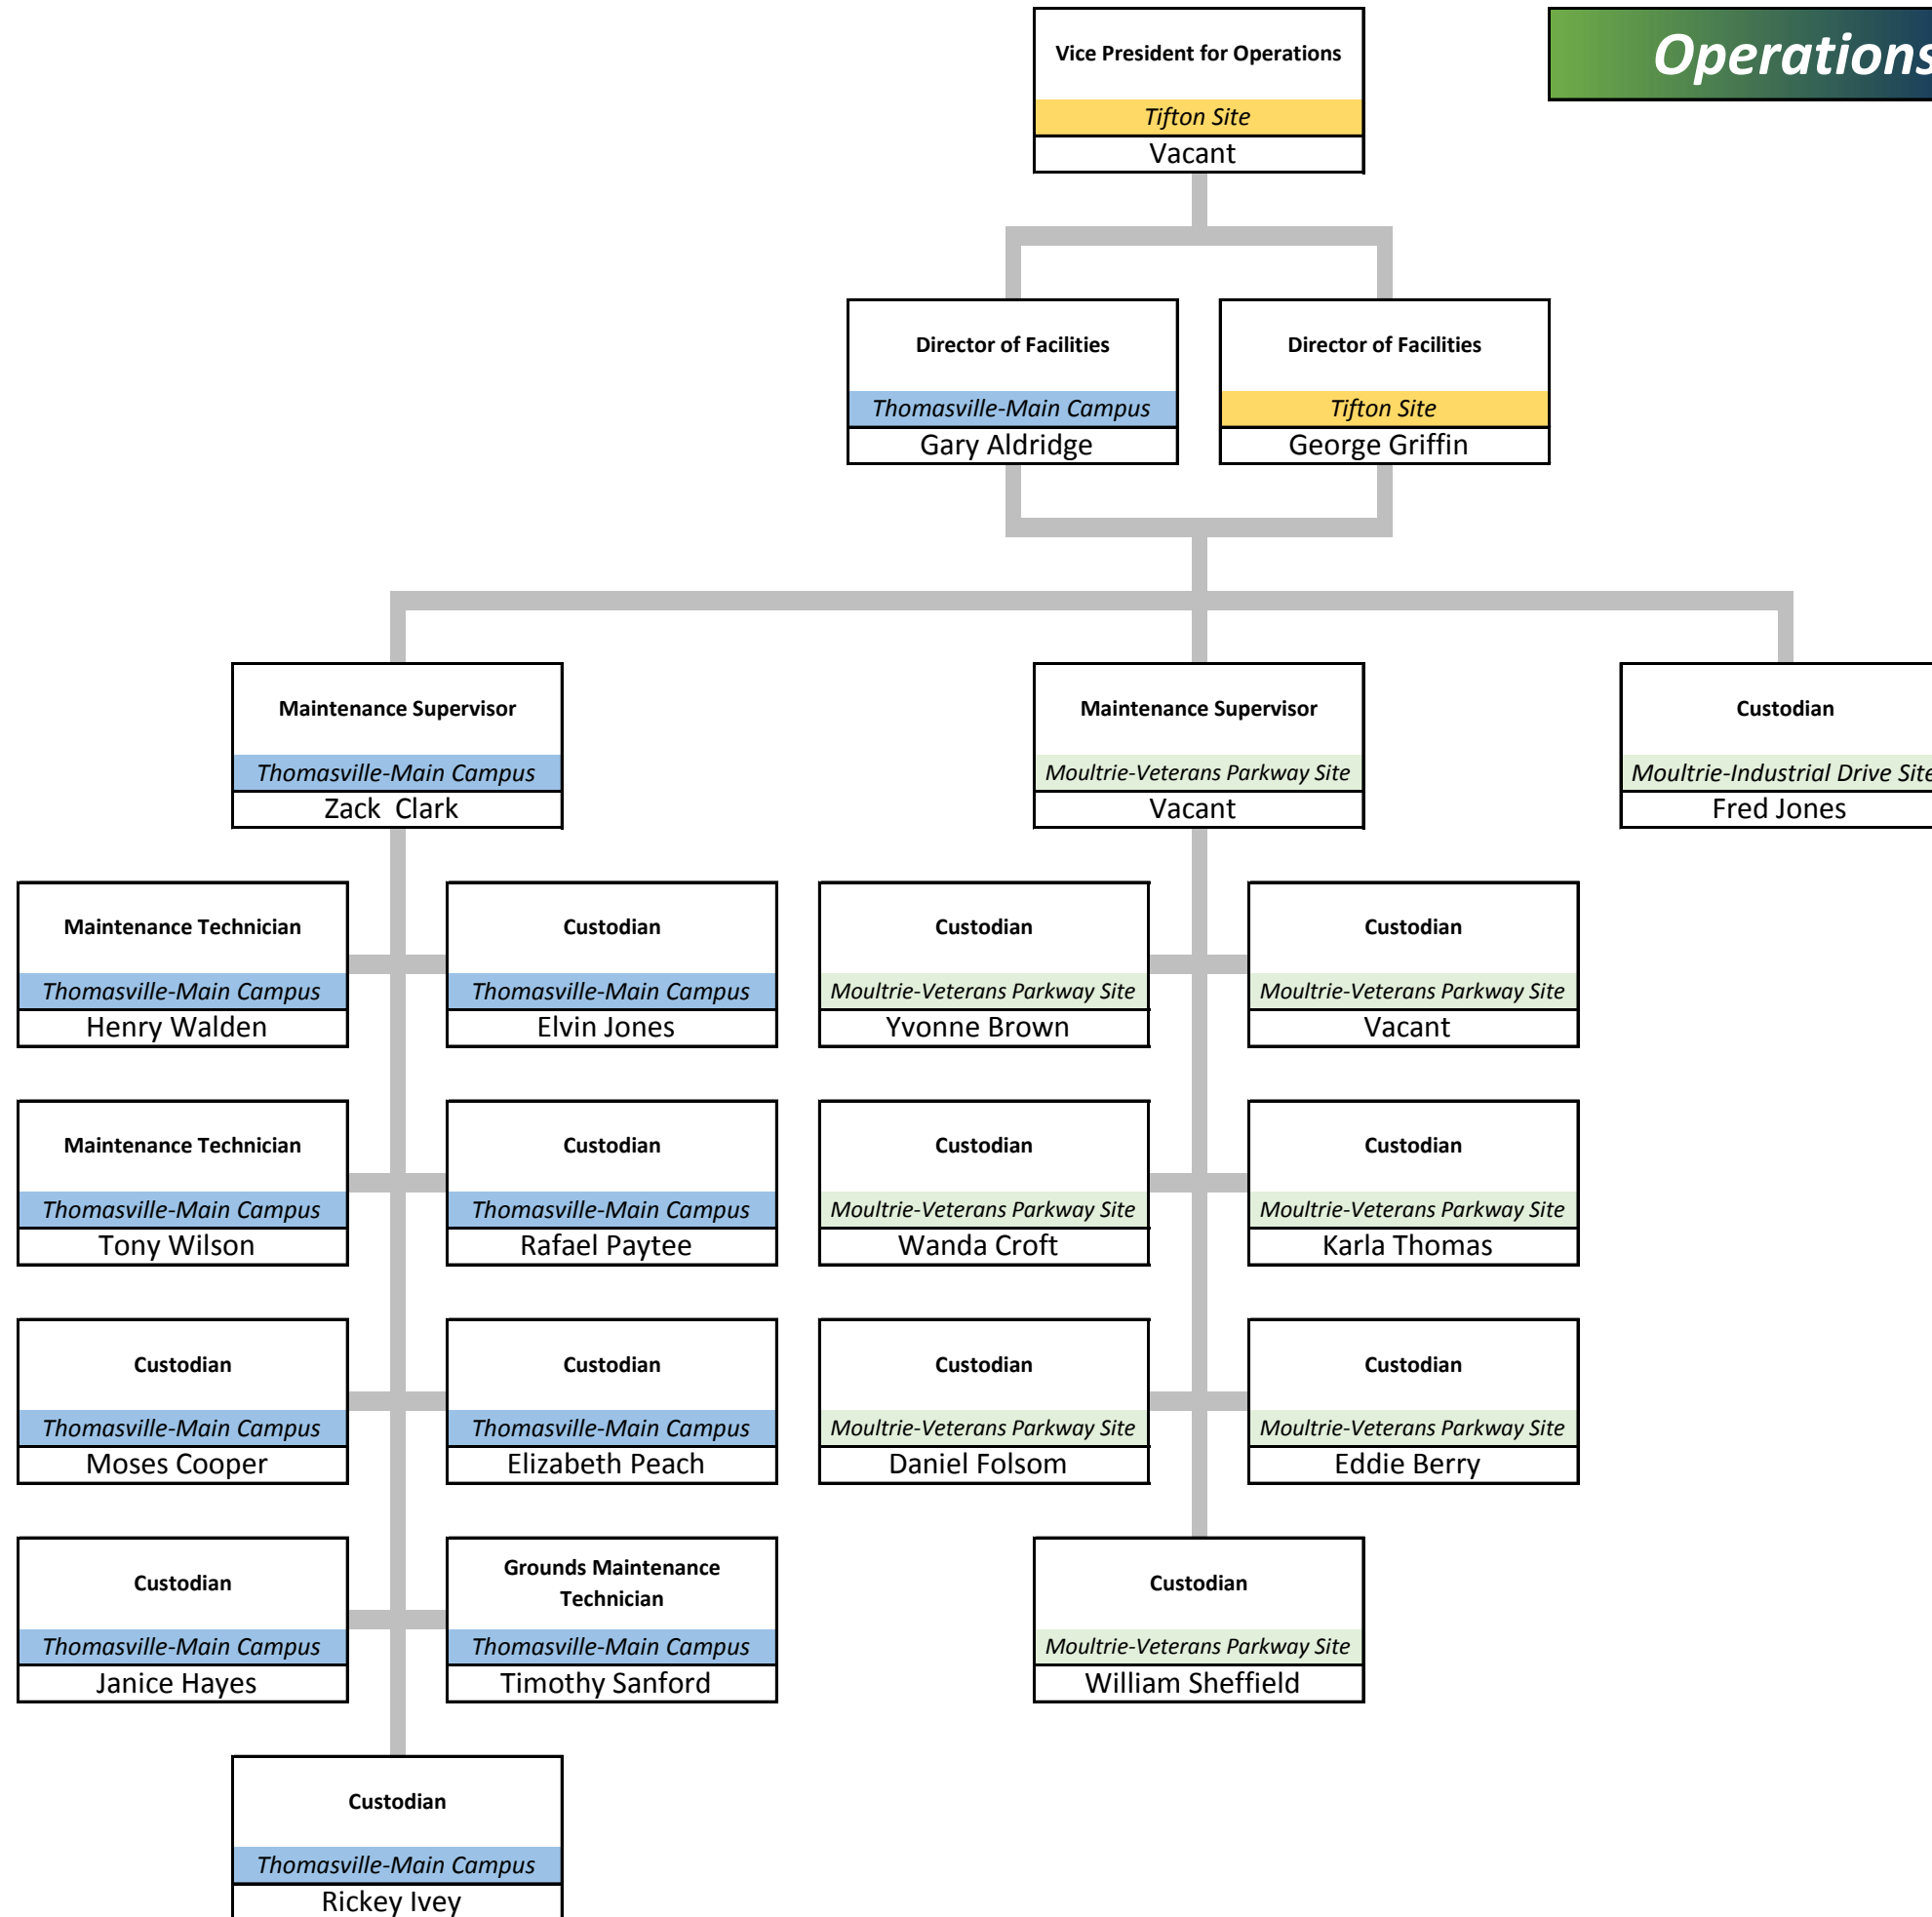 Vice President for Operations
Tifton Site
Vacant
Operations
Director of Facilities
Thomasville-Main Campus
Gary Aldridge
Director of Facilities
Tifton Site
George Griffin
Maintenance Supervisor
Thomasville-Main Campus
Zack  Clark
Maintenance Supervisor
Moultrie-Veterans Parkway Site
Vacant
Custodian
Moultrie-Industrial Drive Site
Fred Jones
Maintenance Technician
Thomasville-Main Campus
Henry Walden
Custodian
Thomasville-Main Campus
Elvin Jones
Custodian
Moultrie-Veterans Parkway Site
Yvonne Brown
Custodian
Moultrie-Veterans Parkway Site
Vacant
Maintenance Technician
Thomasville-Main Campus
Tony Wilson
Custodian
Thomasville-Main Campus
Rafael Paytee
Custodian
Moultrie-Veterans Parkway Site
Wanda Croft
Custodian
Moultrie-Veterans Parkway Site
Karla Thomas
Custodian
Thomasville-Main Campus
Moses Cooper
Custodian
Thomasville-Main Campus
Elizabeth Peach
Custodian
Moultrie-Veterans Parkway Site
Daniel Folsom
Custodian
Moultrie-Veterans Parkway Site
Eddie Berry
Custodian
Thomasville-Main Campus
Janice Hayes
Grounds Maintenance
Technician
Thomasville-Main Campus
Timothy Sanford
Custodian
Moultrie-Veterans Parkway Site
William Sheffield
Custodian
Thomasville-Main Campus
Rickey Ivey